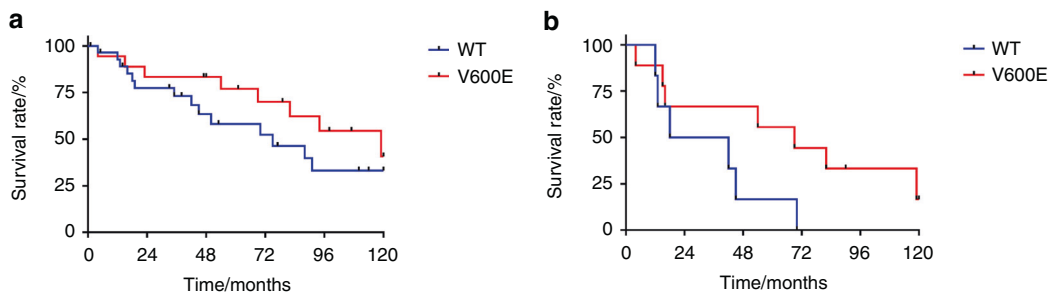 a
Survival rate/%
100
75
50
25
0
0 24 48 72 96 120
Time/months
WT
V600E
b
Survival rate/%
100
75
50
25
0
0 24 48 72 96 120
Time/months
WT
V600E